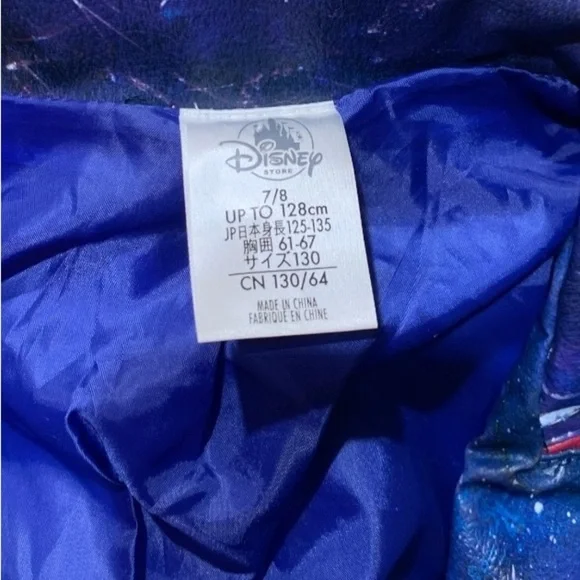 Disney
STORE
7/8
UP TO 128cm
JP日本身長125-135
胸囲 61-67
サイズ130
CN 130/64
MADE IN CHINA
FABRIQUÉ EN CHINE